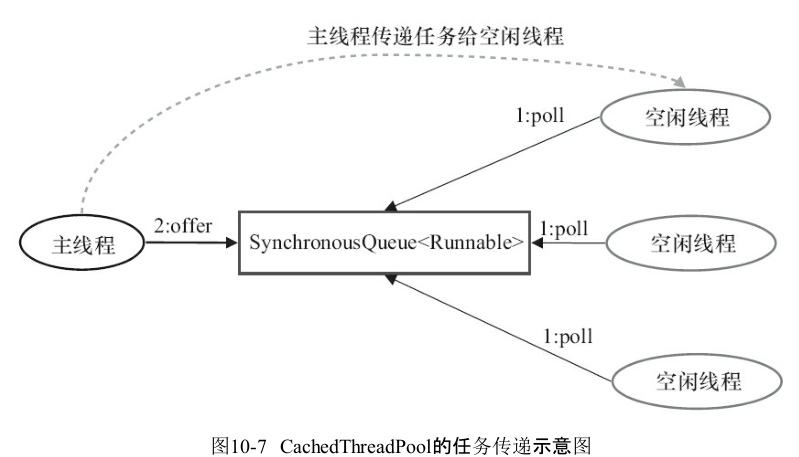 主线程传递任务给空闲线程
1:poll
空闲线程
主线程
2:offer
SynchronousQueue<Runnable>
1:poll
空闲线程
1:poll
空闲线程
图10-7 CachedThreadPool的任务传递示意图